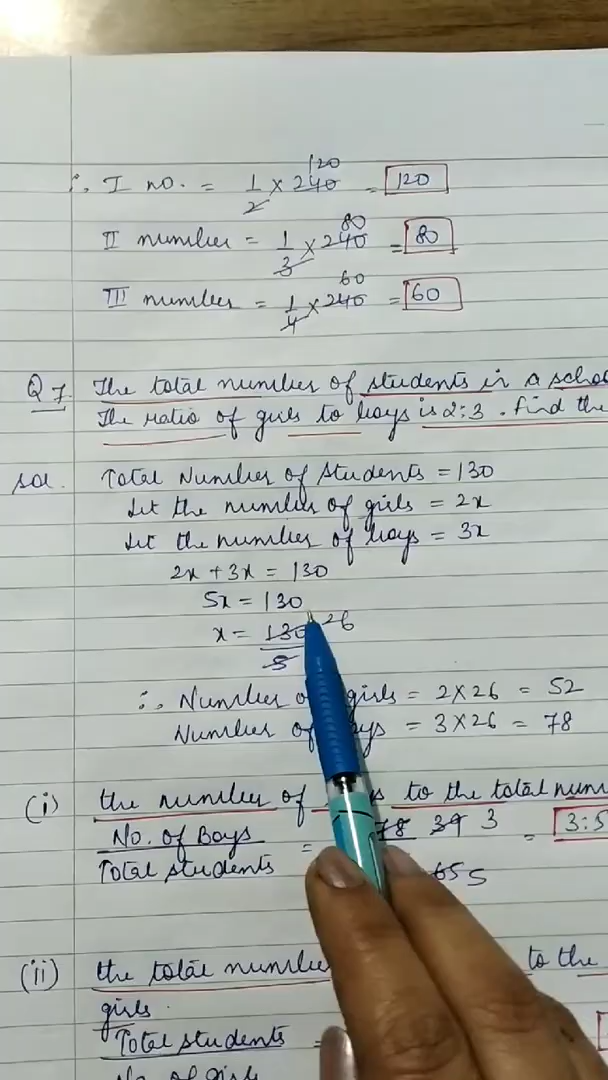 120
∴ I no. = 1/2 × 240 = 120
80
II number = 1/3 × 240 = 80
60
III number = 1/4 × 240 = 60
Q 7. The total number of students in a school
The ratio of girls to boys is 2:3. Find the
sol. Total Number of students = 130
Let the number of girls = 2x
Let the number of boys = 3x
2x + 3x = 130
5x = 130
x = 130/5 26
∴ Number of girls = 2×26 = 52
Number = 3×26 = 78
(i) the number of to the total
No. of Boys / Total students = 78 39 3 / 65 5 = 3:5
(ii) the total to the
girls.
Total students =
No. of girls